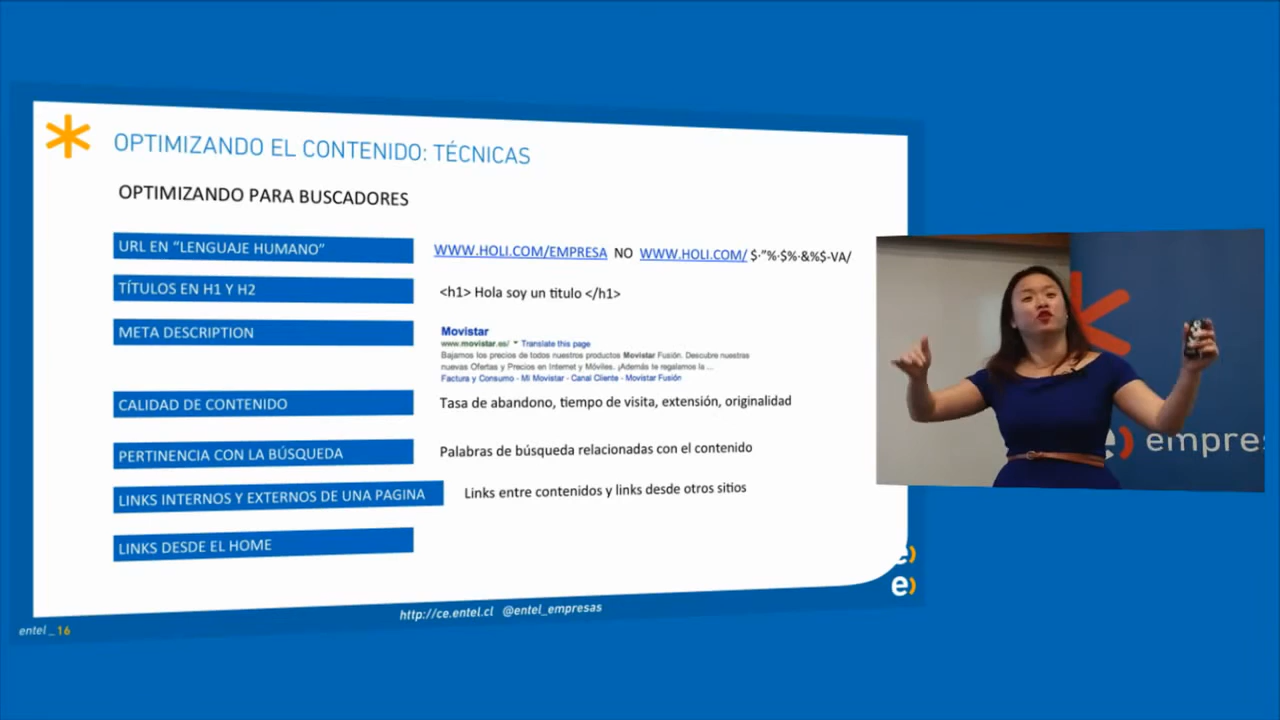 OPTIMIZANDO EL CONTENIDO: TÉCNICAS
OPTIMIZANDO PARA BUSCADORES
URL EN “LENGUAJE HUMANO” WWW.HOLI.COM/EMPRESA NO WWW.HOLI.COM/ $·"%·$%·&%$-VA/
TÍTULOS EN H1 Y H2 <h1> Hola soy un titulo </h1>
META DESCRIPTION
Movistar
www.movistar.es/ Translate this page
Bajamos los precios de todos nuestros productos Movistar Fusión. Descubre nuestras
nuevas Ofertas y Precios en Internet y Móviles. ¡Además te regalamos la ...
Factura y Consumo - Mi Movistar - Canal Cliente - Movistar Fusión
CALIDAD DE CONTENIDO Tasa de abandono, tiempo de visita, extensión, originalidad
PERTINENCIA CON LA BÚSQUEDA Palabras de búsqueda relacionadas con el contenido
LINKS INTERNOS Y EXTERNOS DE UNA PAGINA Links entre contenidos y links desde otros sitios
LINKS DESDE EL HOME
e)
e)
http://ce.entel.cl @entel_empresas
entel_16
e) empres